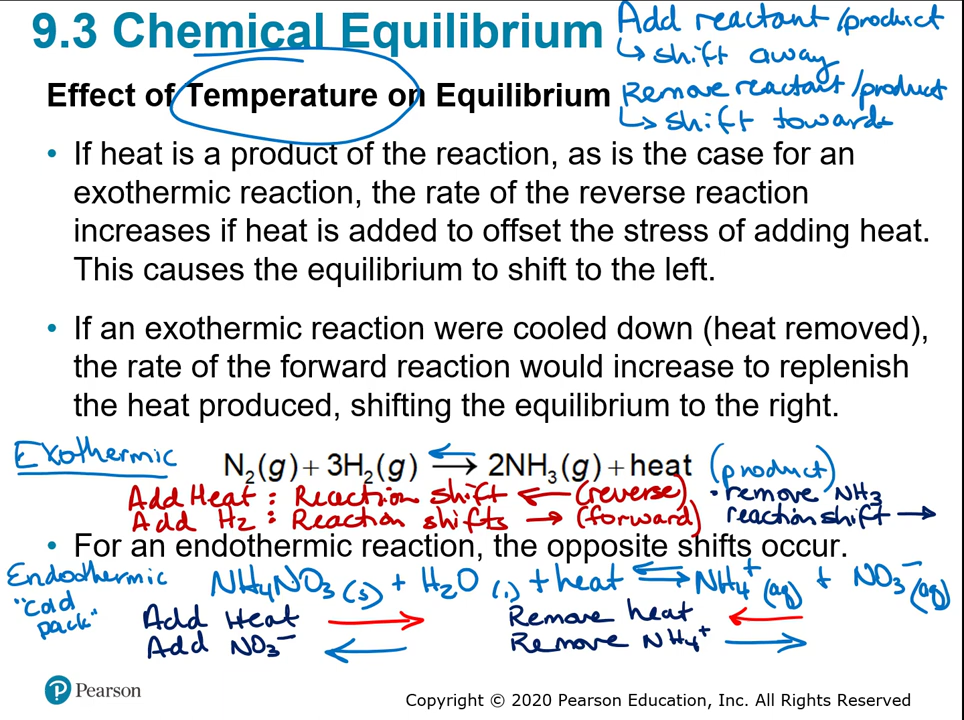 9.3 Chemical Equilibrium
Add reactant/product
↳ shift away
Effect of Temperature on Equilibrium
Remove reactant/product
↳ shift towards
• If heat is a product of the reaction, as is the case for an
exothermic reaction, the rate of the reverse reaction
increases if heat is added to offset the stress of adding heat.
This causes the equilibrium to shift to the left.
• If an exothermic reaction were cooled down (heat removed),
the rate of the forward reaction would increase to replenish
the heat produced, shifting the equilibrium to the right.
Exothermic
N₂(g) + 3H₂(g) ⟶ 2NH₃(g) + heat (product)
Add Heat : Reaction shift ← (reverse)
• remove NH₃
Add H₂ : Reaction shifts → (forward)
reaction shift →
• For an endothermic reaction, the opposite shifts occur.
Endothermic
"cold
pack"
NH₄NO₃(s) + H₂O(l) + heat ⇌ NH₄⁺(aq) + NO₃⁻(aq)
Add Heat → Remove heat ←
Add NO₃⁻ ← Remove NH₄⁺ →
Pearson
Copyright © 2020 Pearson Education, Inc. All Rights Reserved